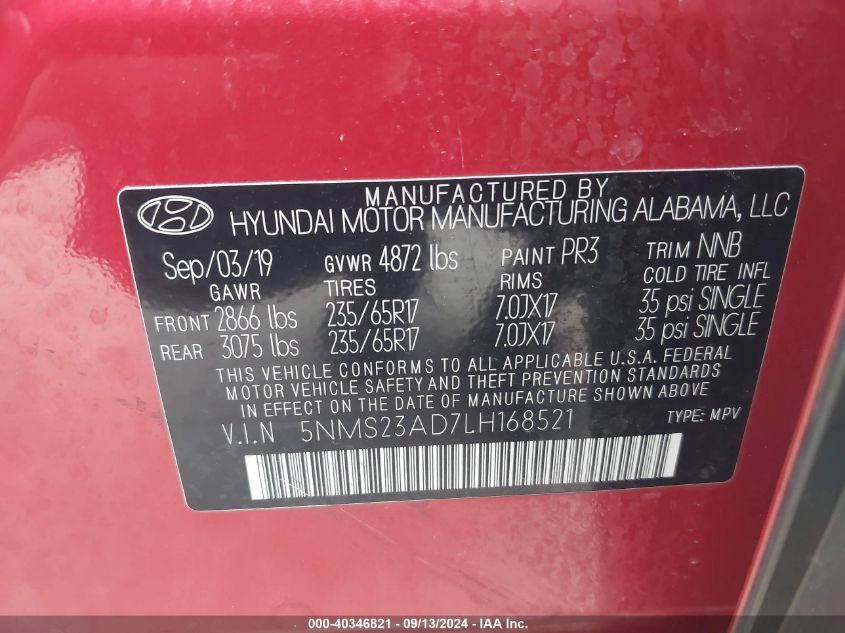 MANUFACTURED BY
HYUNDAI MOTOR MANUFACTURING ALABAMA, LLC
Sep/03/19 GVWR 4872 lbs PAINT PR3 TRIM NNB
GAWR TIRES RIMS COLD TIRE INFL
FRONT 2866 lbs 235/65R17 7.0JX17 35 psi SINGLE
REAR 3075 lbs 235/65R17 7.0JX17 35 psi SINGLE
THIS VEHICLE CONFORMS TO ALL APPLICABLE U.S.A. FEDERAL
MOTOR VEHICLE SAFETY AND THEFT PREVENTION STANDARDS
IN EFFECT ON THE DATE OF MANUFACTURE SHOWN ABOVE.
V.I.N 5NMS23AD7LH168521 TYPE: MPV
000-40346821 - 09/13/2024 - IAAI.com